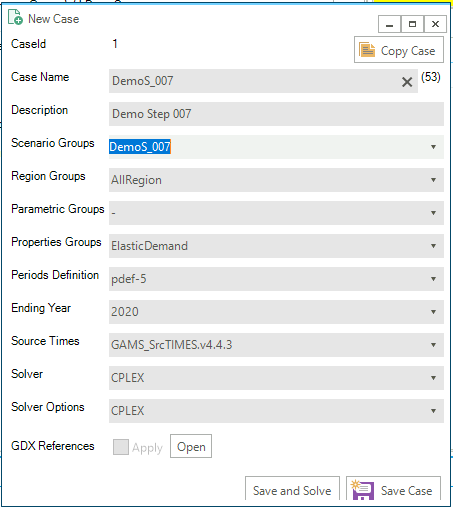 New Case
CaseId 1 Copy Case
Case Name DemoS_007 (53)
Description Demo Step 007
Scenario Groups DemoS_007
Region Groups AllRegion
Parametric Groups -
Properties Groups ElasticDemand
Periods Definition pdef-5
Ending Year 2020
Source Times GAMS_SrcTIMES.v4.4.3
Solver CPLEX
Solver Options CPLEX
GDX References Apply Open
Save and Solve Save Case